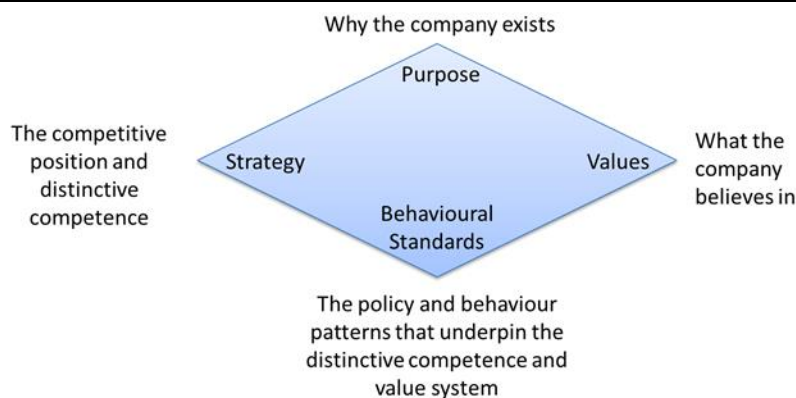 Why the company exists
Purpose
The competitive
position and
distinctive
competence
Strategy
Values
What the
company
believes in
Behavioural
Standards
The policy and behaviour
patterns that underpin the
distinctive competence and
value system